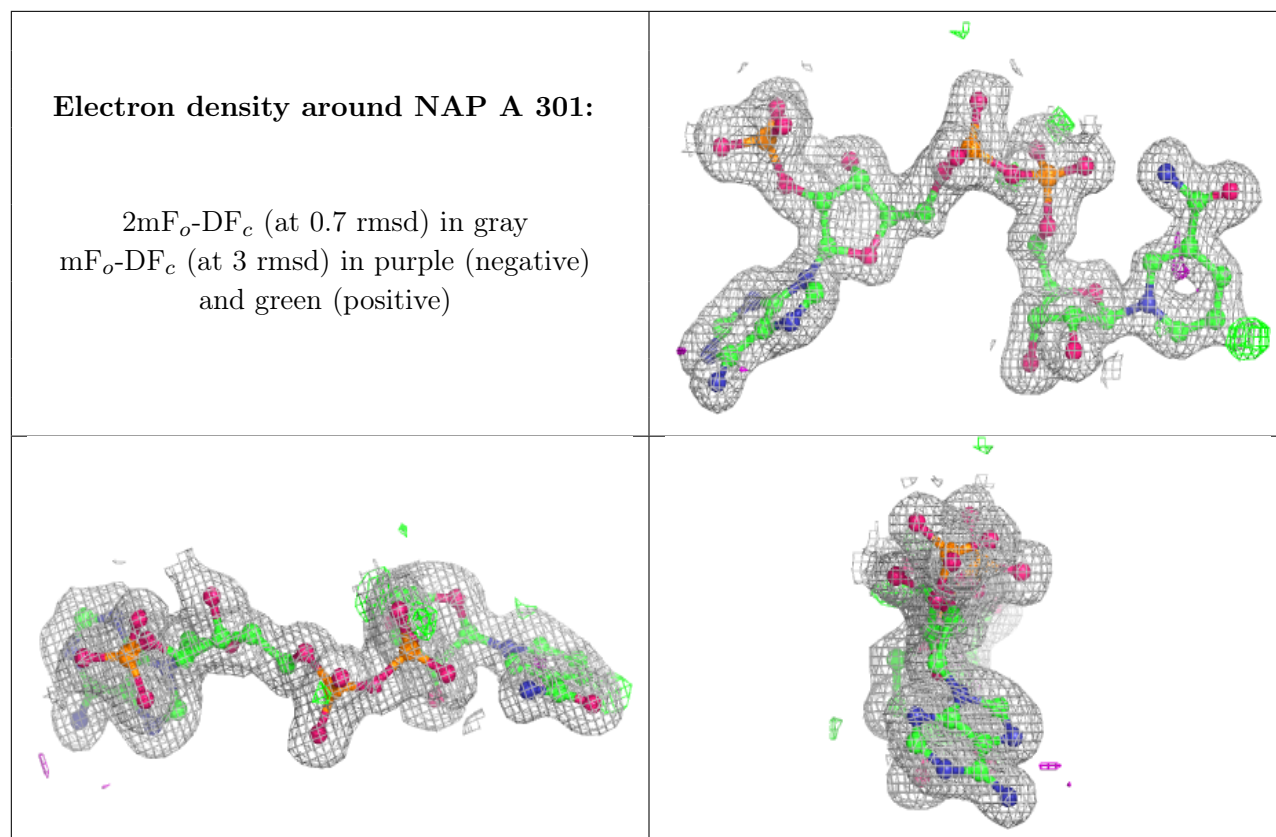 Electron density around NAP A 301:
2mFₒ-DF𝒸 (at 0.7 rmsd) in gray
mFₒ-DF𝒸 (at 3 rmsd) in purple (negative)
and green (positive)